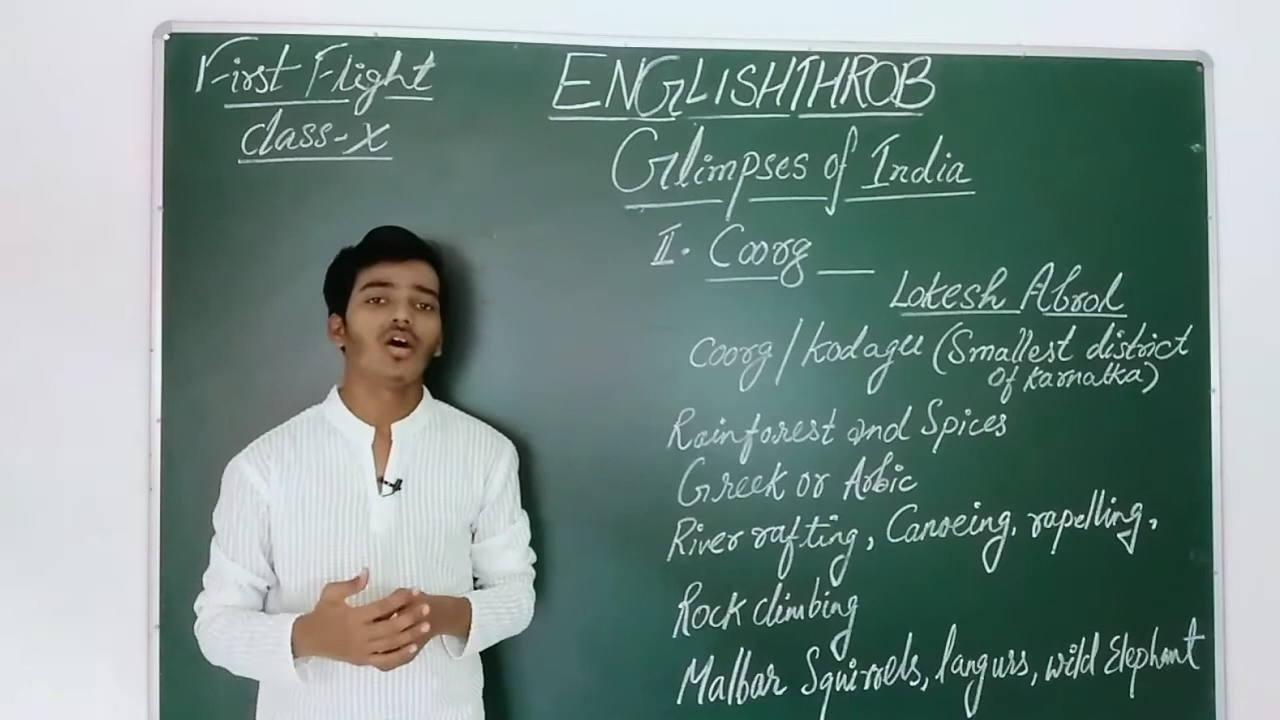 First Flight
Class-X
ENGLISHTHROB
Glimpses of India
II. Coorg —
Lokesh Abrol
Coorg/Kodagu (Smallest district
of Karnatka)
Rainforest and Spices
Greek or Arbic
River rafting, Canoeing, rapelling,
Rock climbing
Malbar Squirrels, langurs, wild Elephant